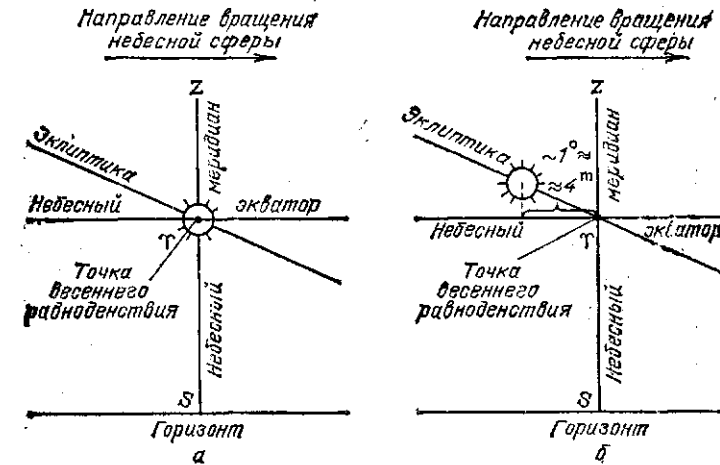 Направление вращения
небесной сферы
Z
Эклиптика
меридиан
Небесный экватор
♈
Точка
весеннего
равноденствия
Небесный
S
Горизонт
а
Направление вращения
небесной сферы
Z
Эклиптика
~1° ≈
≈4ᵐ
меридиан
Небесный экватор
♈
Точка
весеннего
равноденствия
Небесный
S
Горизонт
б